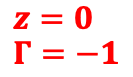 z = 0
Γ = −1